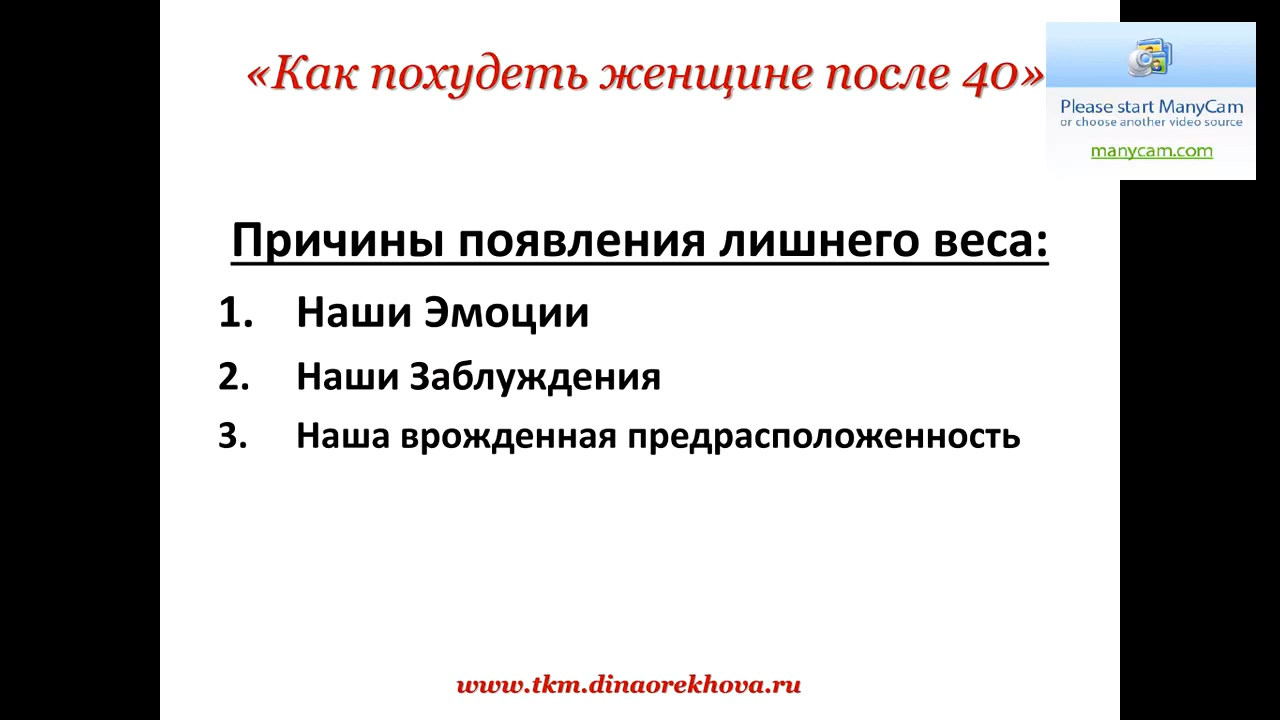 «Как похудеть женщине после 40»
Please start ManyCam
or choose another video source
manycam.com
Причины появления лишнего веса:
1. Наши Эмоции
2. Наши Заблуждения
3. Наша врожденная предрасположенность
www.tkm.dinaorekhova.ru